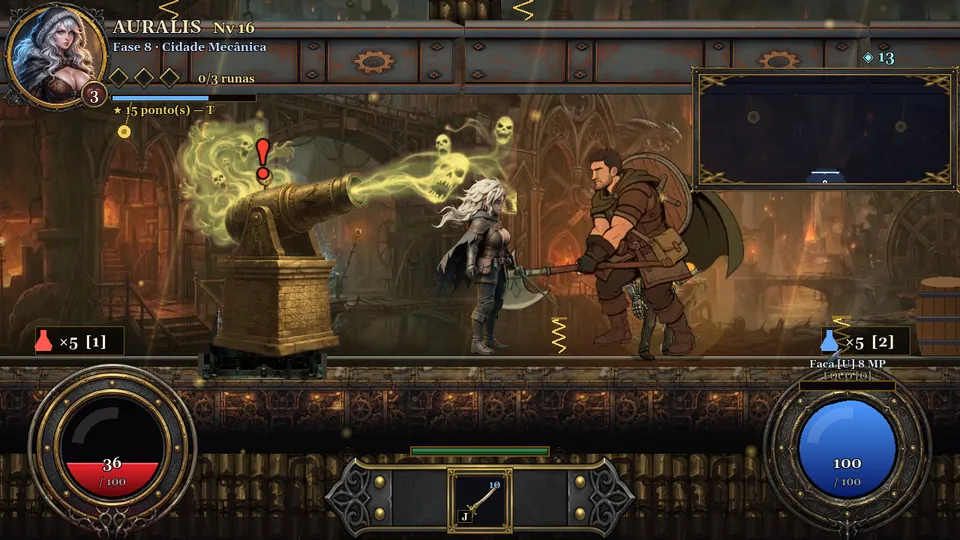 AURALIS Nv 16
Fase 8 · Cidade Mecânica
0/3 runas
3
★ 15 ponto(s) — T
13
×5 [1]
×5 [2]
Faca [U] 8 MP
36
/ 100
100
/ 100
10
J